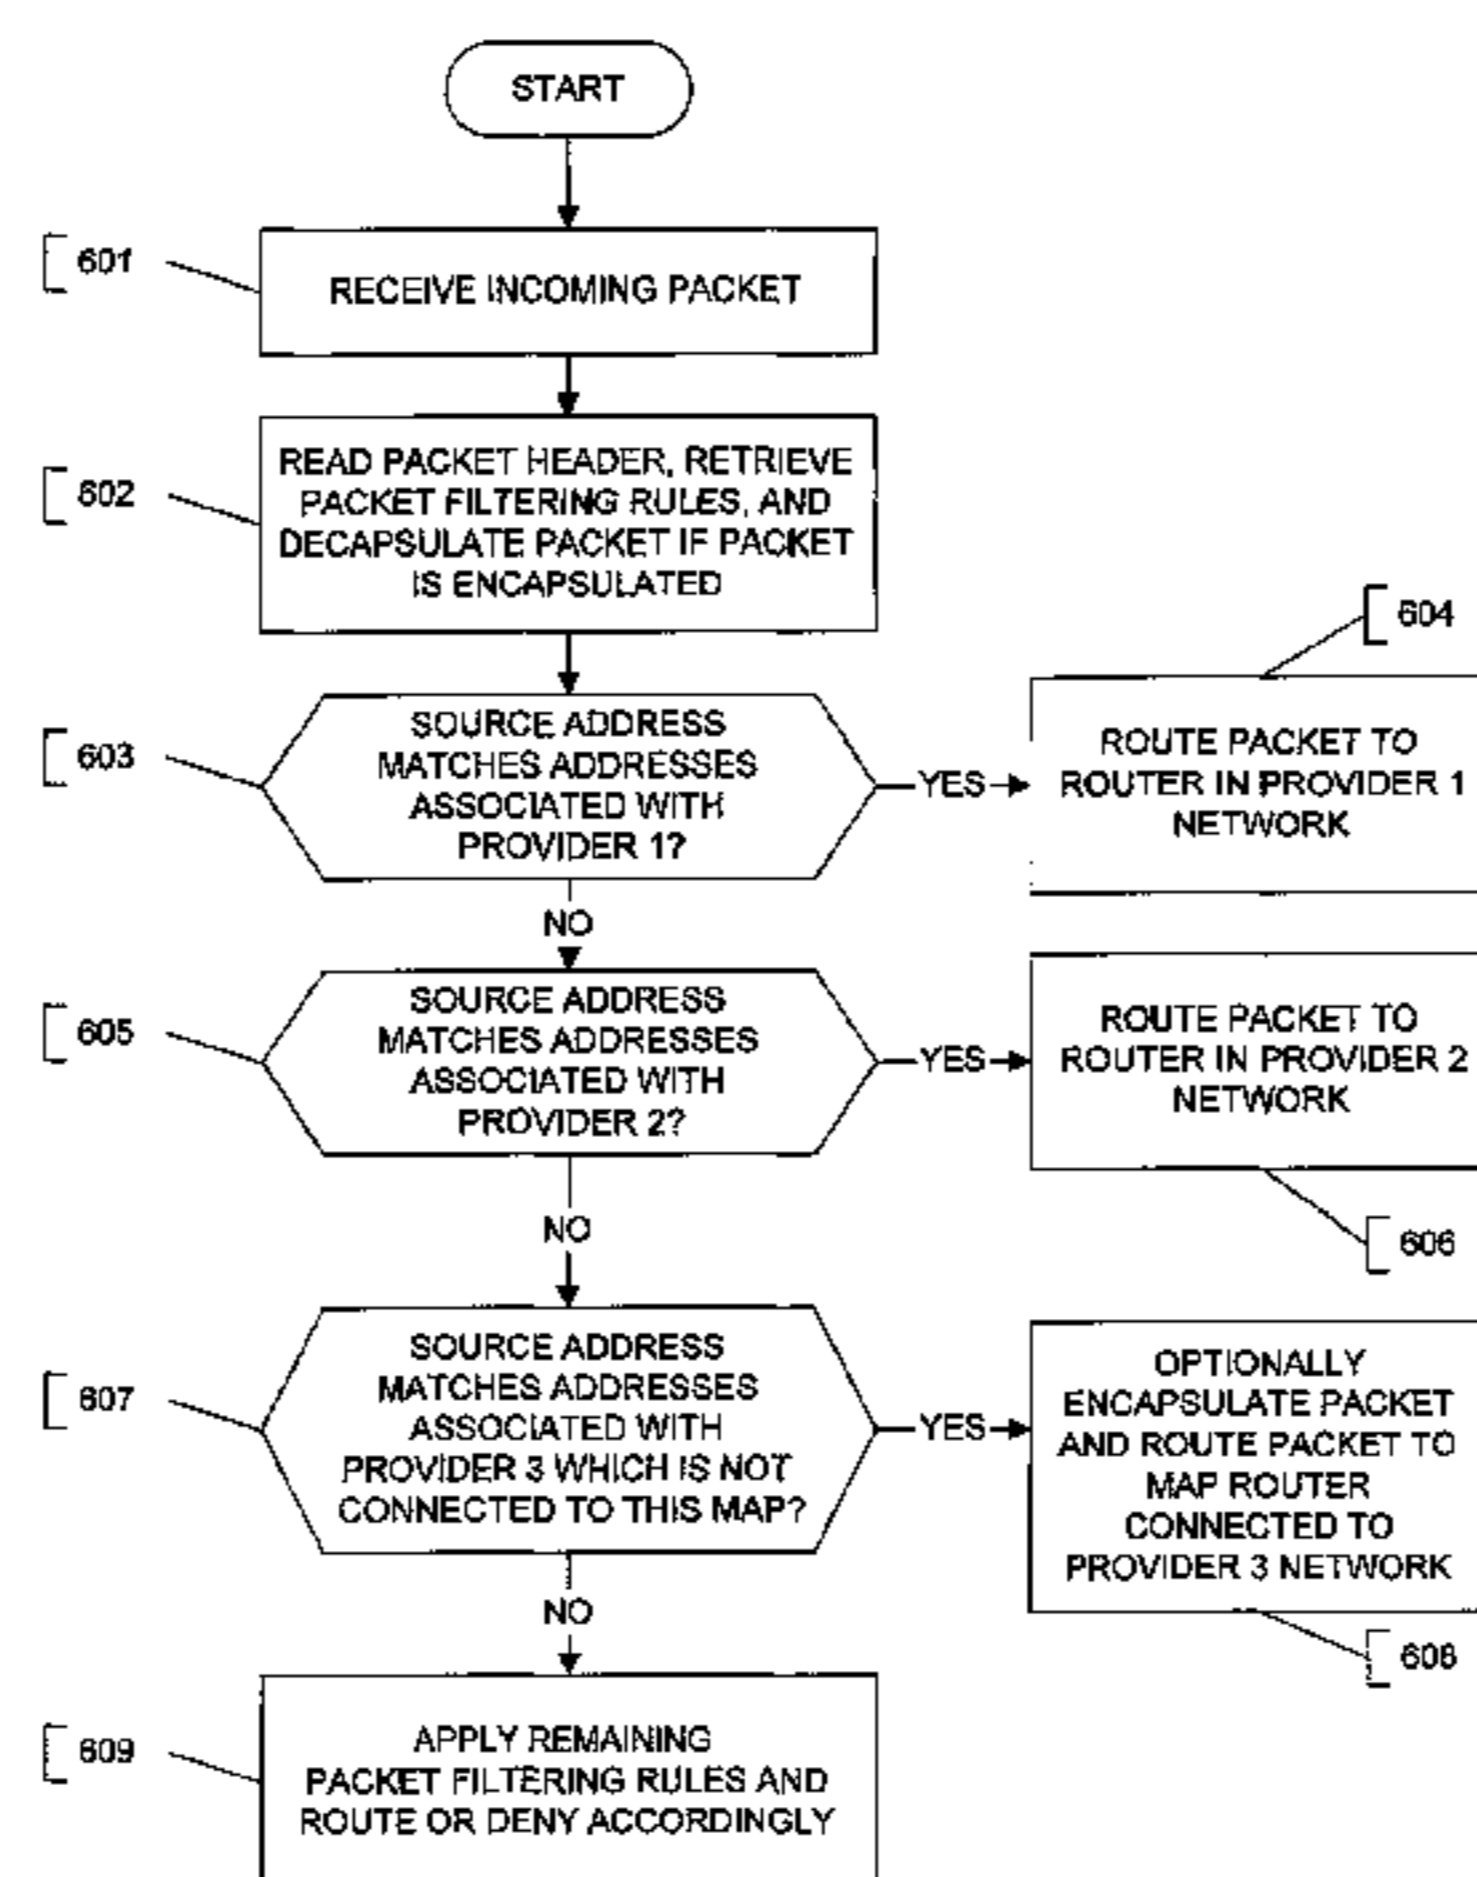 START
601
RECEIVE INCOMING PACKET
602
READ PACKET HEADER, RETRIEVE
PACKET FILTERING RULES, AND
DECAPSULATE PACKET IF PACKET
IS ENCAPSULATED
603
SOURCE ADDRESS
MATCHES ADDRESSES
ASSOCIATED WITH
PROVIDER 1?
YES
604
ROUTE PACKET TO
ROUTER IN PROVIDER 1
NETWORK
NO
605
SOURCE ADDRESS
MATCHES ADDRESSES
ASSOCIATED WITH
PROVIDER 2?
YES
ROUTE PACKET TO
ROUTER IN PROVIDER 2
NETWORK
606
NO
607
SOURCE ADDRESS
MATCHES ADDRESSES
ASSOCIATED WITH
PROVIDER 3 WHICH IS NOT
CONNECTED TO THIS MAP?
YES
OPTIONALLY
ENCAPSULATE PACKET
AND ROUTE PACKET TO
MAP ROUTER
CONNECTED TO
PROVIDER 3 NETWORK
608
NO
609
APPLY REMAINING
PACKET FILTERING RULES AND
ROUTE OR DENY ACCORDINGLY